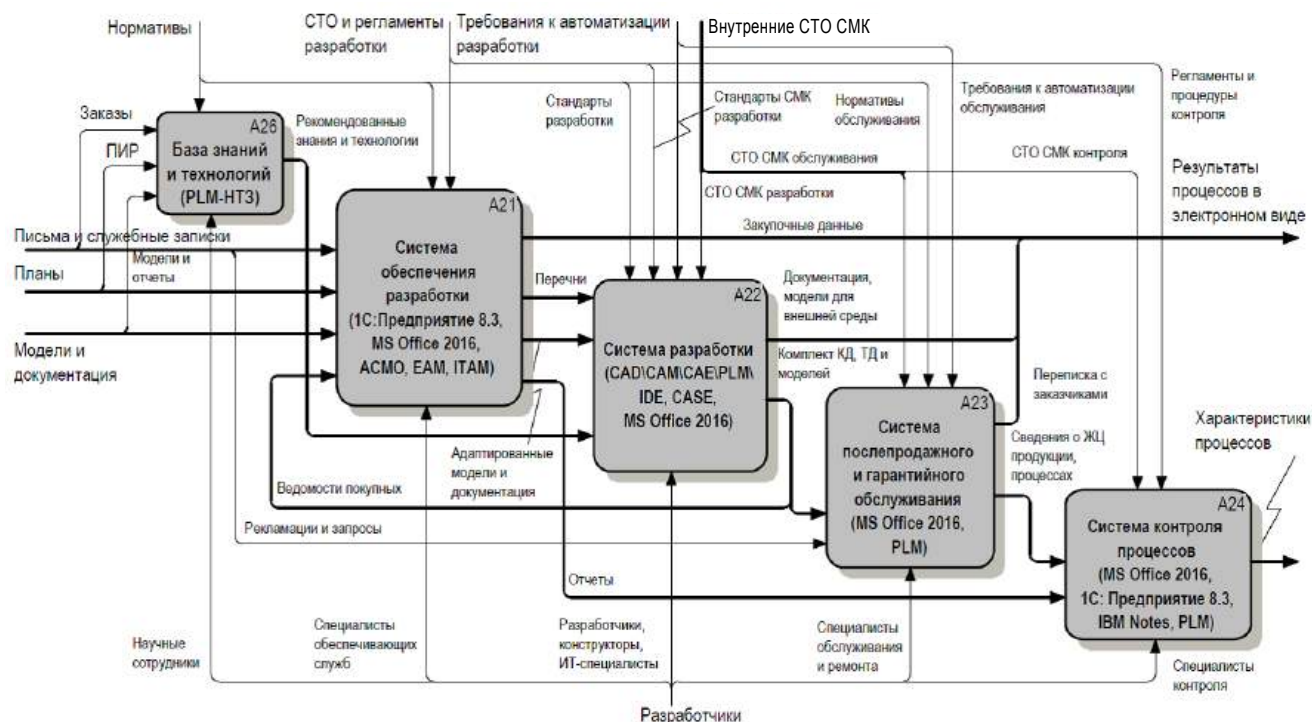 Нормативы
СТО и регламенты
разработки
Требования к автоматизации
разработки
Внутренние СТО СМК
Заказы
ПИР
A26
База знаний
и технологий
(PLM-НТЗ)
Рекомендованные
знания и технологии
Стандарты
разработки
Стандарты СМК
разработки
Нормативы
обслуживания
Требования к автоматизации
обслуживания
Регламенты и
процедуры
контроля
СТО СМК обслуживания
СТО СМК контроля
СТО СМК разработки
Результаты
процессов в
электронном виде
Письма и служебные записки
Модели и
отчеты
Планы
Модели и
документация
A21
Система
обеспечения
разработки
(1С:Предприятие 8.3,
MS Office 2016,
АСМО, EAM, ITAM)
Закупочные данные
Перечни
A22
Система разработки
(CAD\CAM\CAE\PLM\
IDE, CASE,
MS Office 2016)
Документация,
модели для
внешней среды
Комплект КД, ТД и
моделей
Адаптированные
модели и
документация
Ведомости покупных
Рекламации и запросы
A23
Система
послепродажного
и гарантийного
обслуживания
(MS Office 2016,
PLM)
Переписка с
заказчиками
Сведения о ЖЦ
продукции,
процессах
Характеристики
процессов
A24
Система контроля
процессов
(MS Office 2016,
1С: Предприятие 8.3,
IBM Notes, PLM)
Отчеты
Научные
сотрудники
Специалисты
обеспечивающих
служб
Разработчики,
конструкторы,
ИТ-специалисты
Специалисты
обслуживания
и ремонта
Специалисты
контроля
Разработчики